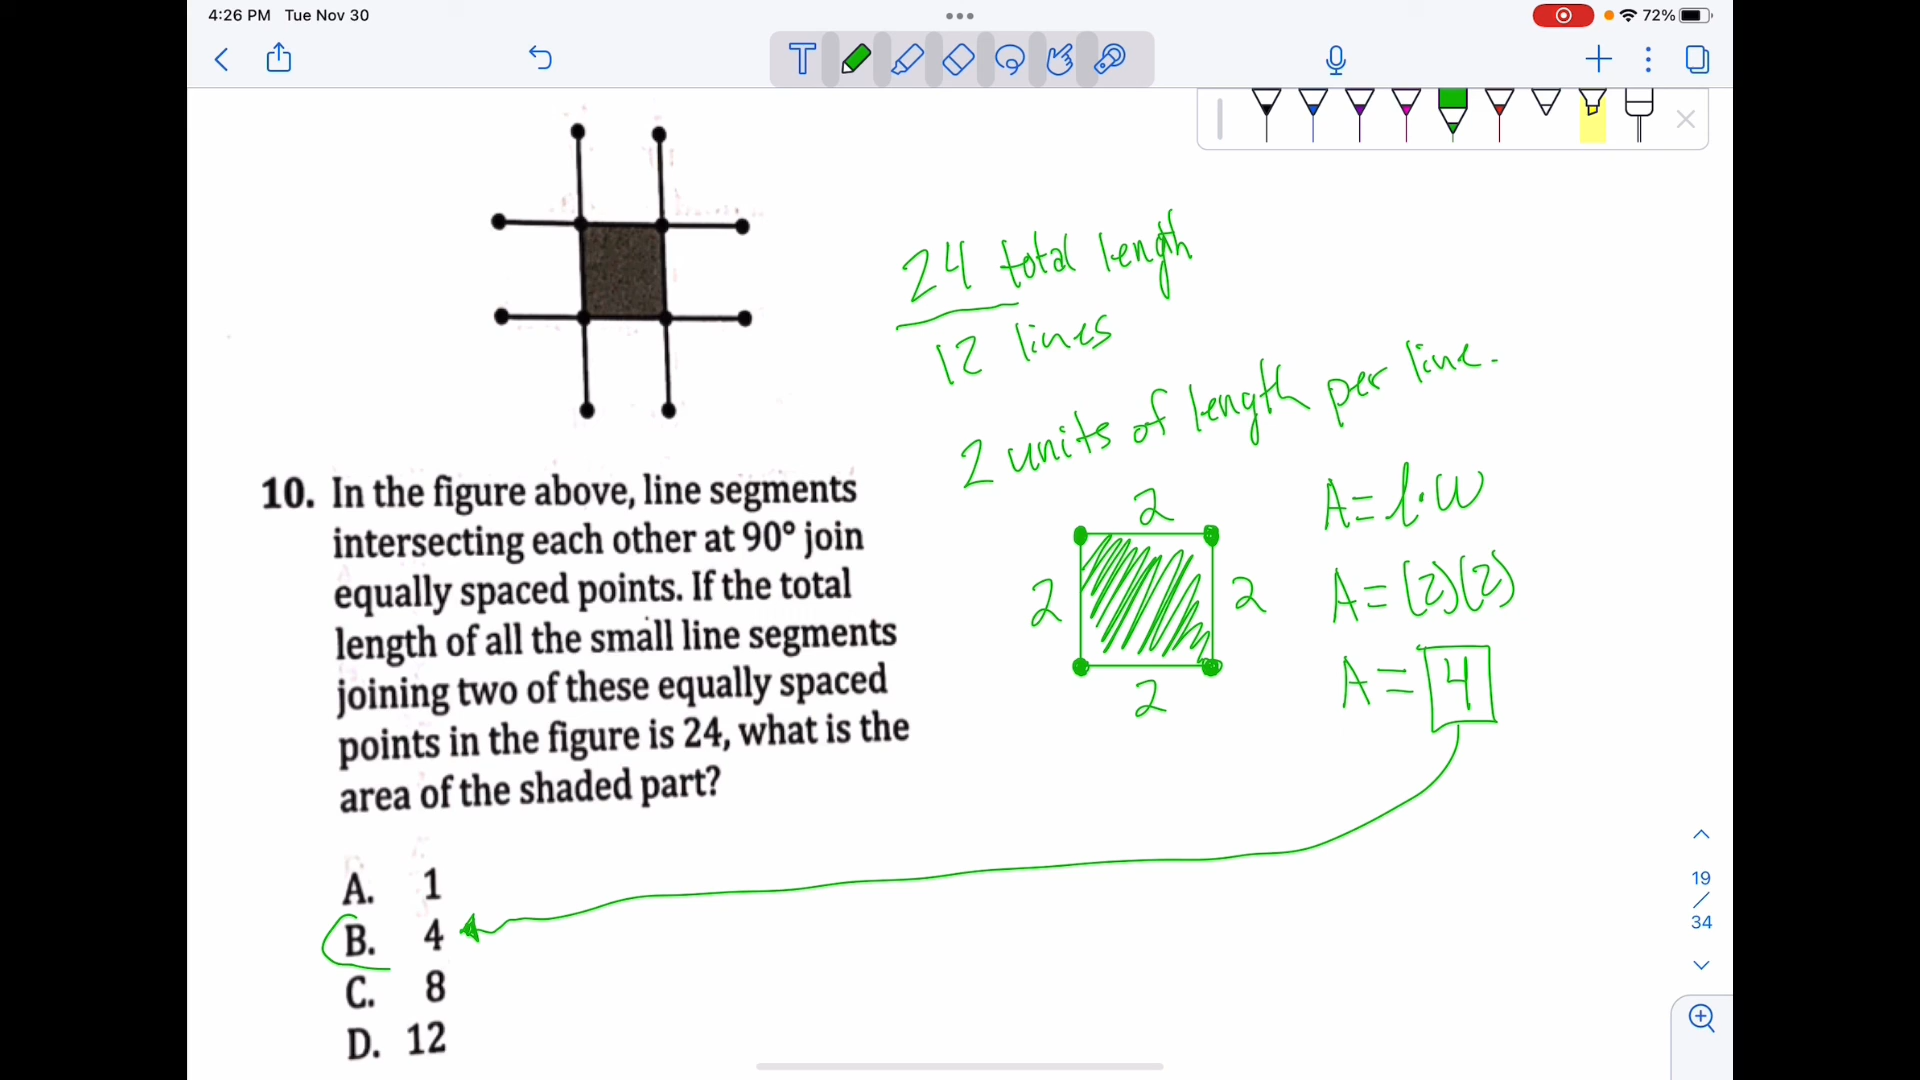 4:26 PM Tue Nov 30
72%
T
24 total length
12 lines
2 units of length per line.
10. In the figure above, line segments
intersecting each other at 90° join
equally spaced points. If the total
length of all the small line segments
joining two of these equally spaced
points in the figure is 24, what is the
area of the shaded part?
A. 1
B. 4
C. 8
D. 12
2
2
2
2
A = l·w
A = (2)(2)
A = 4
19
/
34